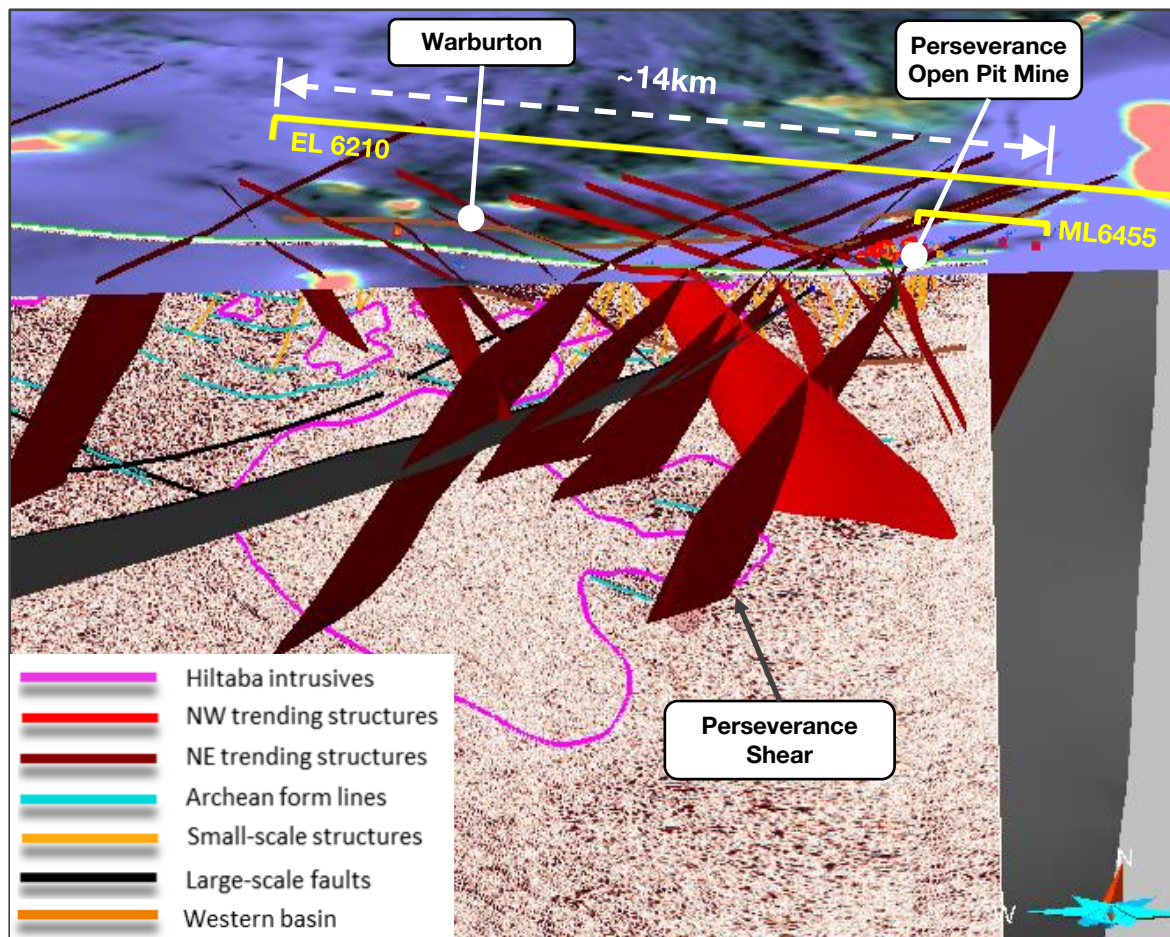 Warburton
Perseverance
Open Pit Mine
~14km
EL 6210
ML6455
Perseverance
Shear
Hiltaba intrusives
NW trending structures
NE trending structures
Archean form lines
Small-scale structures
Large-scale faults
Western basin
N
W